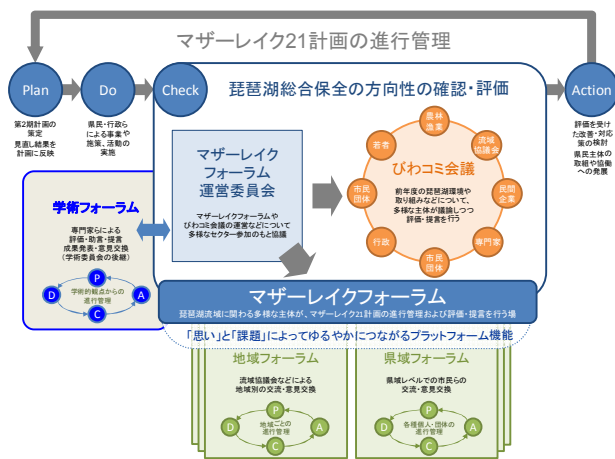 マザーレイク21計画の進行管理
Plan
第2期計画の
策定
見直し結果を
計画に反映
Do
県民・行政ら
による事業や
施策、活動の
実施
Check
琵琶湖総合保全の方向性の確認・評価
Action
評価を受け
た改善・対応
策の検討
県民主体の
取組や協働
への発展
マザーレイク
フォーラム
運営委員会
マザーレイクフォーラムや
びわコミ会議の運営などについて
多様なセクター参加のもと協議
びわコミ会議
前年度の琵琶湖環境や
取り組みなどについて、
多様な主体が議論しつつ
評価・提言を行う
農林
漁業
流域
協議会
民間
企業
専門家
市民
団体
行政
市民
団体
若者
学術フォーラム
専門家らによる
評価・助言・提言
成果発表・意見交換
(学術委員会の後継)
P
D
学術的観点からの
進行管理
A
C
マザーレイクフォーラム
琵琶湖流域に関わる多様な主体が、マザーレイク21計画の進行管理および評価・提言を行う場
「思い」と「課題」によってゆるやかにつながるプラットフォーム機能
地域フォーラム
流域協議会などによる
地域別の交流・意見交換
P
D
地域ごとの
進行管理
A
C
県域フォーラム
県域レベルでの市民らの
交流・意見交換
P
D
各種個人・団体の
進行管理
A
C